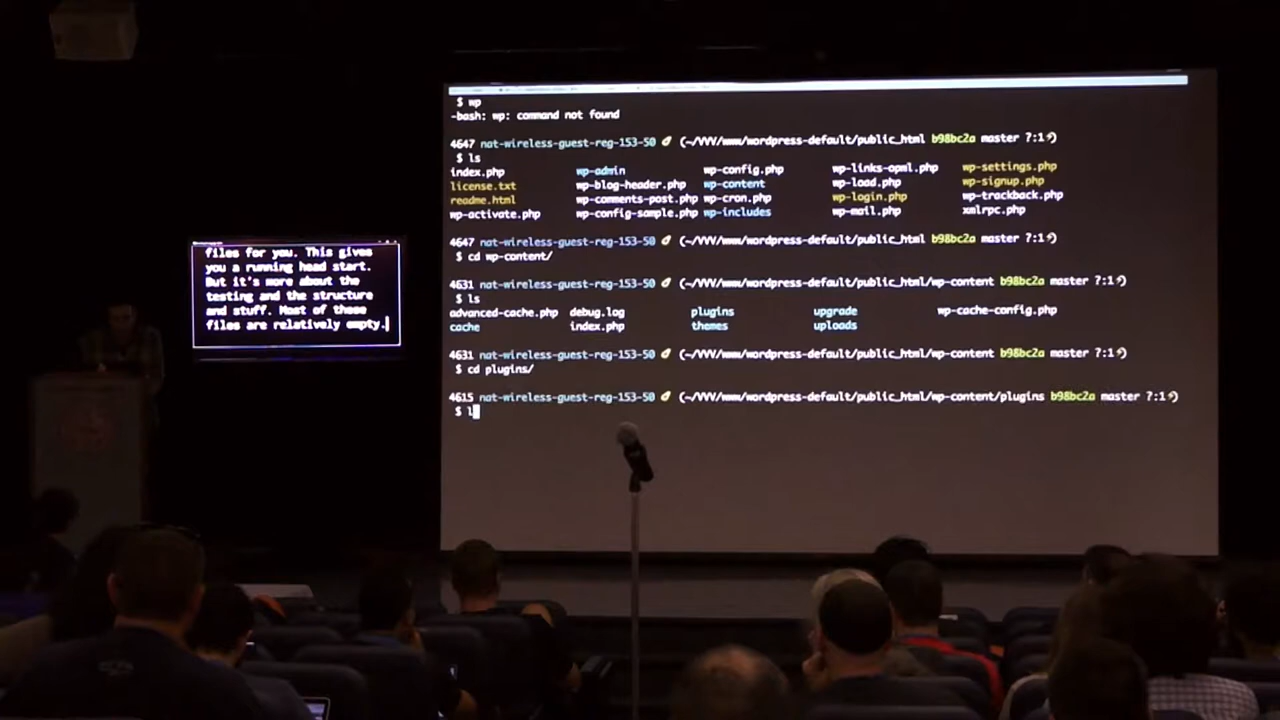 files for you. This gives
you a running head start.
But it's more about the
testing and the structure
and stuff. Most of these
files are relatively empty.
$ wp
-bash: wp: command not found
4647 nat-wireless-guest-reg-153-50 (~/VVV/www/wordpress-default/public_html b98bc2a master ?:1⚡)
$ ls
index.php wp-admin wp-config.php wp-links-opml.php wp-settings.php
license.txt wp-blog-header.php wp-content wp-load.php wp-signup.php
readme.html wp-comments-post.php wp-cron.php wp-login.php wp-trackback.php
wp-activate.php wp-config-sample.php wp-includes wp-mail.php xmlrpc.php
4647 nat-wireless-guest-reg-153-50 (~/VVV/www/wordpress-default/public_html b98bc2a master ?:1⚡)
$ cd wp-content/
4631 nat-wireless-guest-reg-153-50 (~/VVV/www/wordpress-default/public_html/wp-content b98bc2a master ?:1⚡)
$ ls
advanced-cache.php debug.log plugins upgrade wp-cache-config.php
cache index.php themes uploads
4631 nat-wireless-guest-reg-153-50 (~/VVV/www/wordpress-default/public_html/wp-content b98bc2a master ?:1⚡)
$ cd plugins/
4615 nat-wireless-guest-reg-153-50 (~/VVV/www/wordpress-default/public_html/wp-content/plugins b98bc2a master ?:1⚡)
$ l